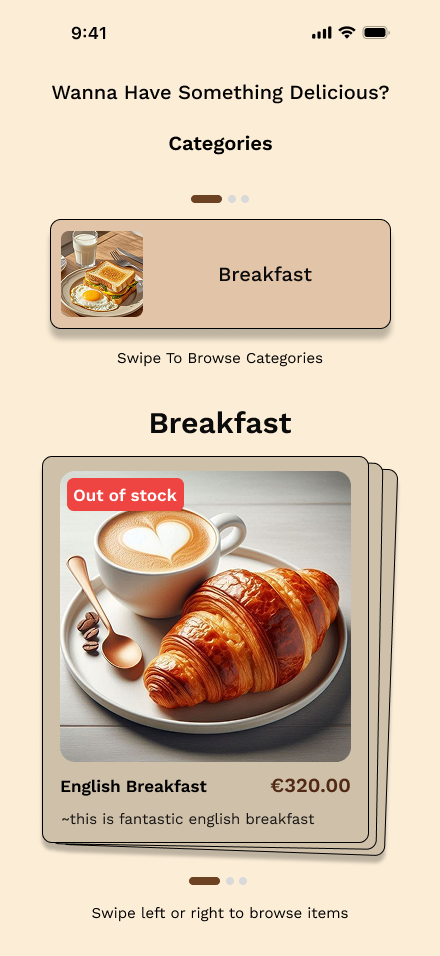 9:41
Wanna Have Something Delicious?
Categories
Breakfast
Swipe To Browse Categories
Breakfast
Out of stock
English Breakfast
€320.00
~this is fantastic english breakfast
Swipe left or right to browse items